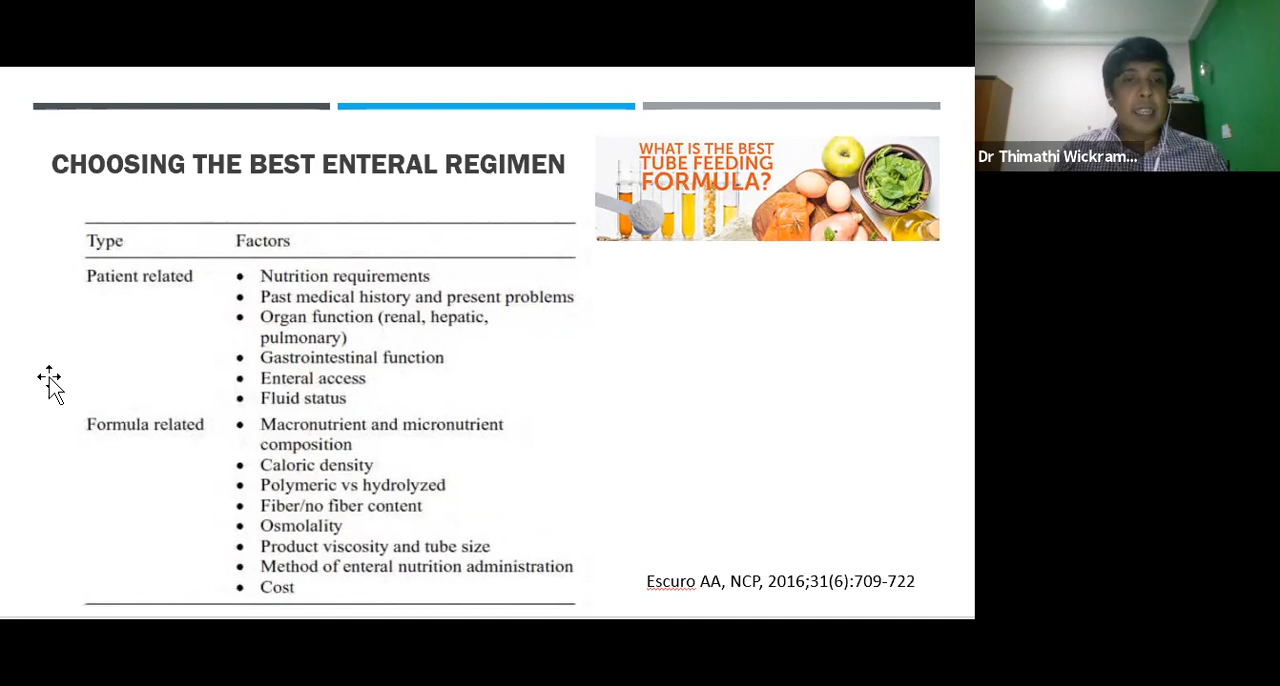 CHOOSING THE BEST ENTERAL REGIMEN
WHAT IS THE BEST
TUBE FEEDING
FORMULA?
Type Factors
Patient related • Nutrition requirements
• Past medical history and present problems
• Organ function (renal, hepatic,
pulmonary)
• Gastrointestinal function
• Enteral access
• Fluid status
Formula related • Macronutrient and micronutrient
composition
• Caloric density
• Polymeric vs hydrolyzed
• Fiber/no fiber content
• Osmolality
• Product viscosity and tube size
• Method of enteral nutrition administration
• Cost
Escuro AA, NCP, 2016;31(6):709-722
Dr Thimathi Wickram...